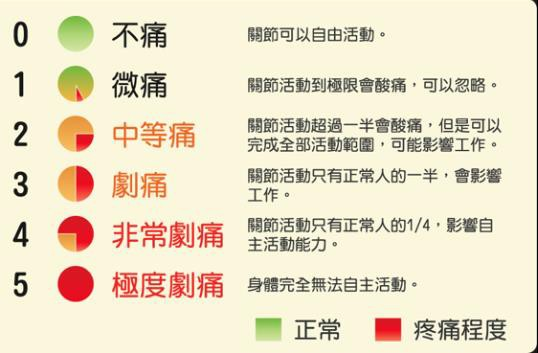 0 不痛 關節可以自由活動。
1 微痛 關節活動到極限會酸痛，可以忽略。
2 中等痛 關節活動超過一半會酸痛，但是可以
完成全部活動範圍，可能影響工作。
3 劇痛 關節活動只有正常人的一半，會影響
工作。
4 非常劇痛 關節活動只有正常人的1/4，影響自
主活動能力。
5 極度劇痛 身體完全無法自主活動。
正常 疼痛程度